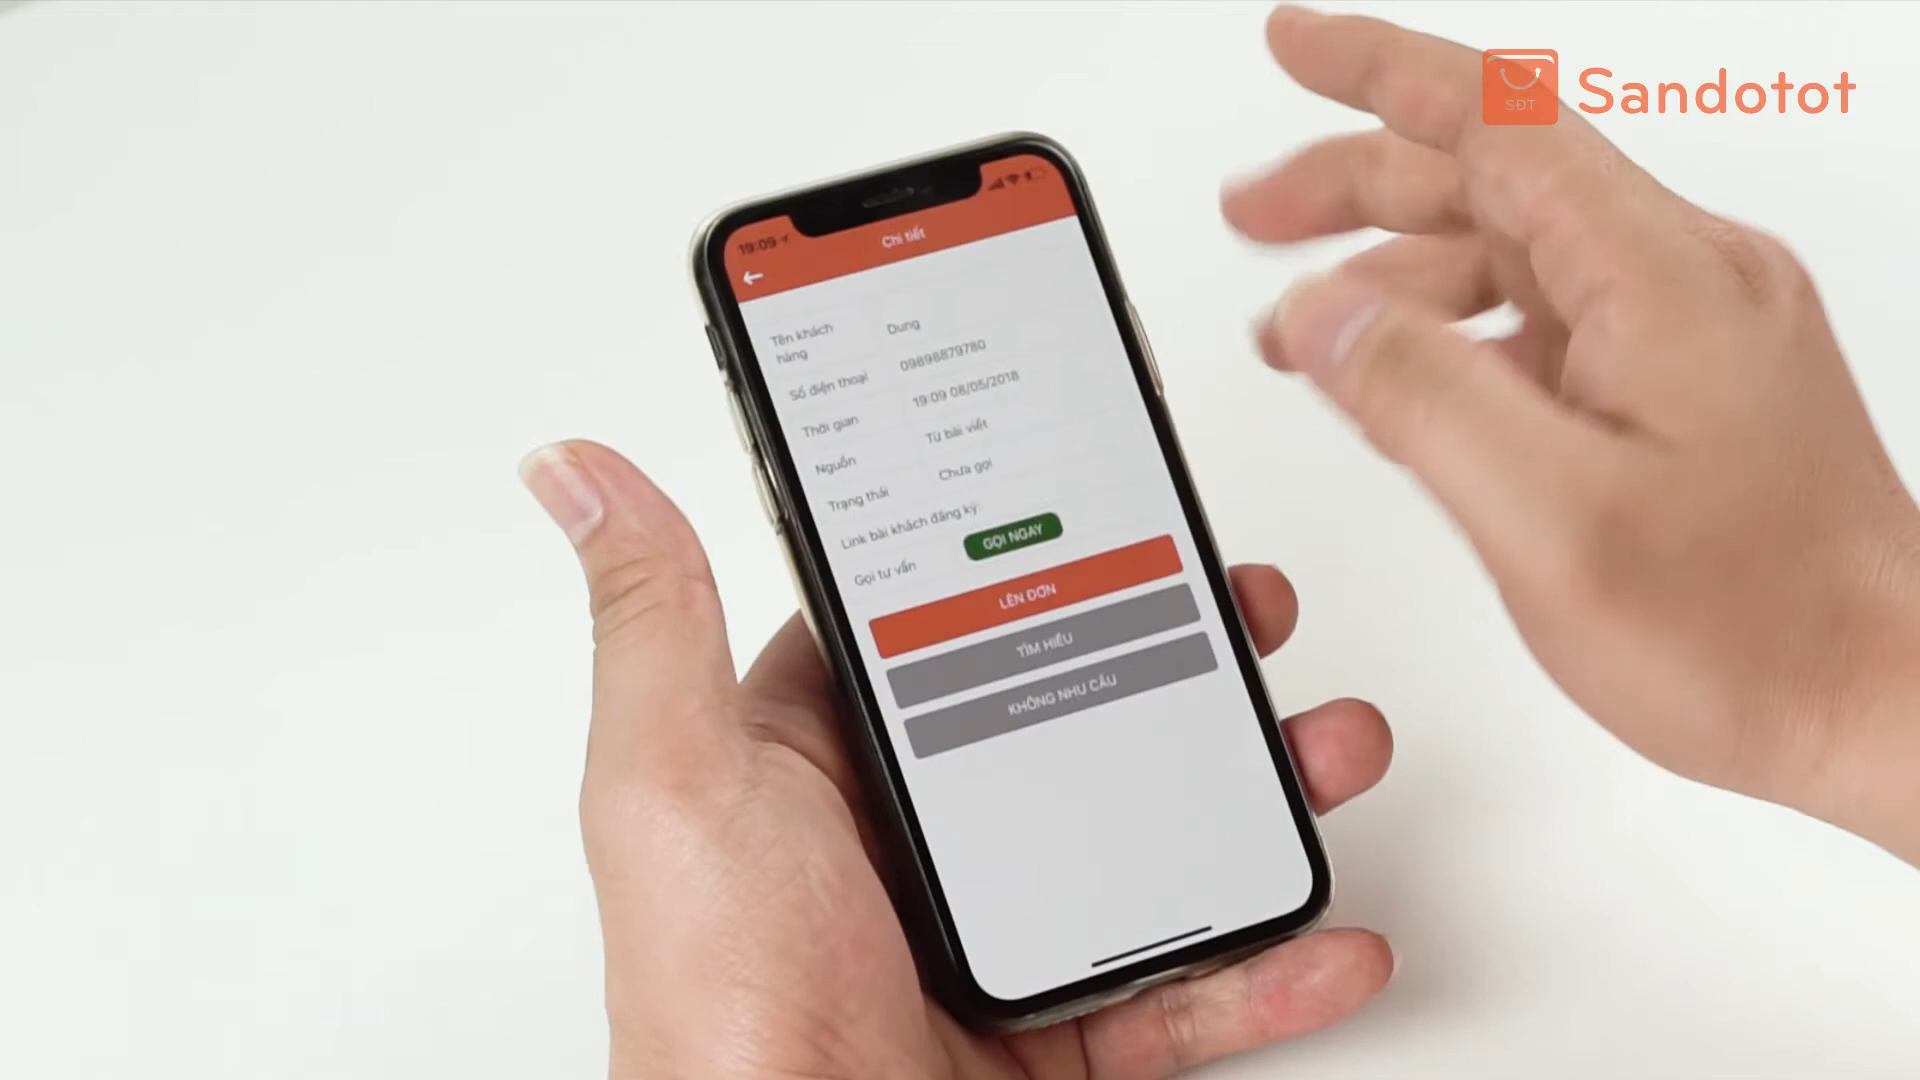 SĐT
Sandotot
19:09
Chi tiết
Tên khách hàng
Dung
Số điện thoại
09898879780
Thời gian
19:09 08/05/2018
Nguồn
Từ bài viết
Trạng thái
Chưa gọi
Link bài khách đăng ký:
Gọi tư vấn
GỌI NGAY
LÊN ĐƠN
TÌM HIỂU
KHÔNG NHU CẦU